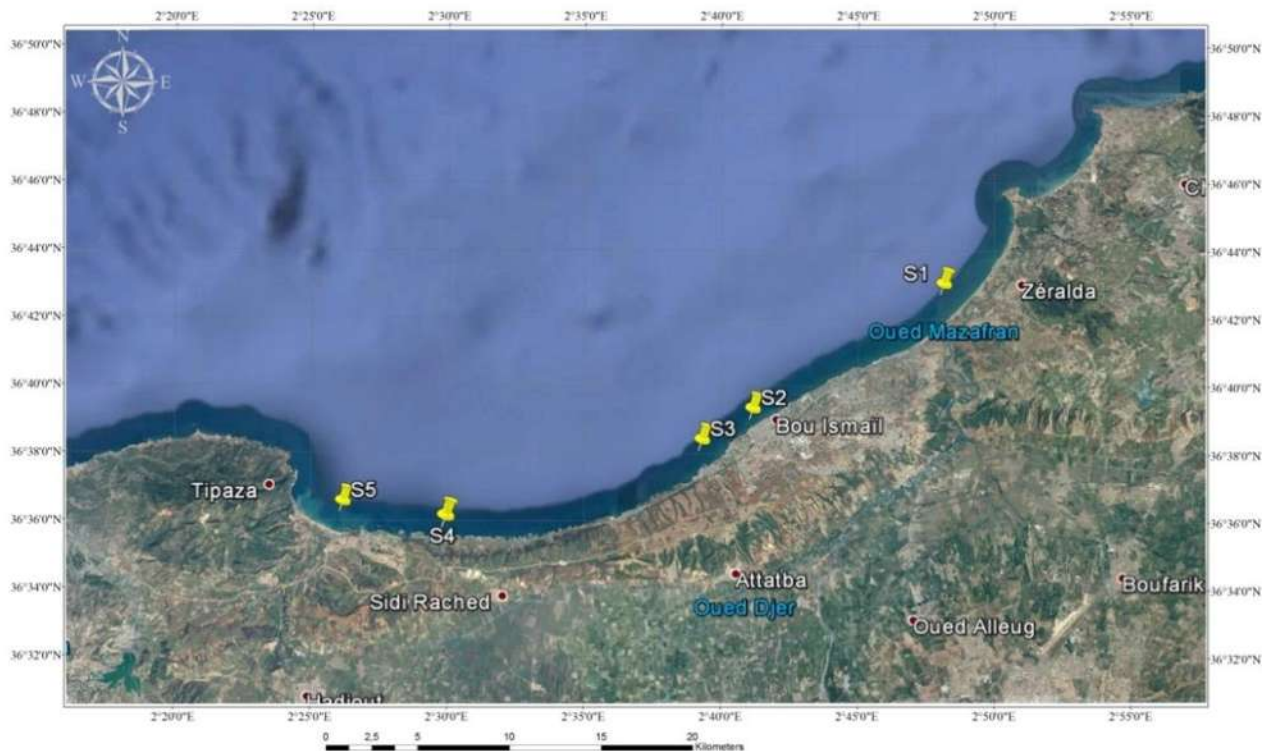 2°20'0"E 2°25'0"E 2°30'0"E 2°35'0"E 2°40'0"E 2°45'0"E 2°50'0"E 2°55'0"E
36°50'0"N 36°50'0"N
N
W E
S
36°48'0"N 36°48'0"N
36°46'0"N 36°46'0"N
36°44'0"N 36°44'0"N
S1
Zéralda
36°42'0"N 36°42'0"N
Oued Mazafran
36°40'0"N 36°40'0"N
S2
Bou Ismaïl
S3
36°38'0"N 36°38'0"N
Tipaza
S5
36°36'0"N 36°36'0"N
S4
Attatba
Boufarik
36°34'0"N 36°34'0"N
Sidi Rached
Oued Djer
Oued Alleug
36°32'0"N 36°32'0"N
Hadjout
2°20'0"E 2°25'0"E 2°30'0"E 2°35'0"E 2°40'0"E 2°45'0"E 2°50'0"E 2°55'0"E
0 2,5 5 10 15 20
Kilometers